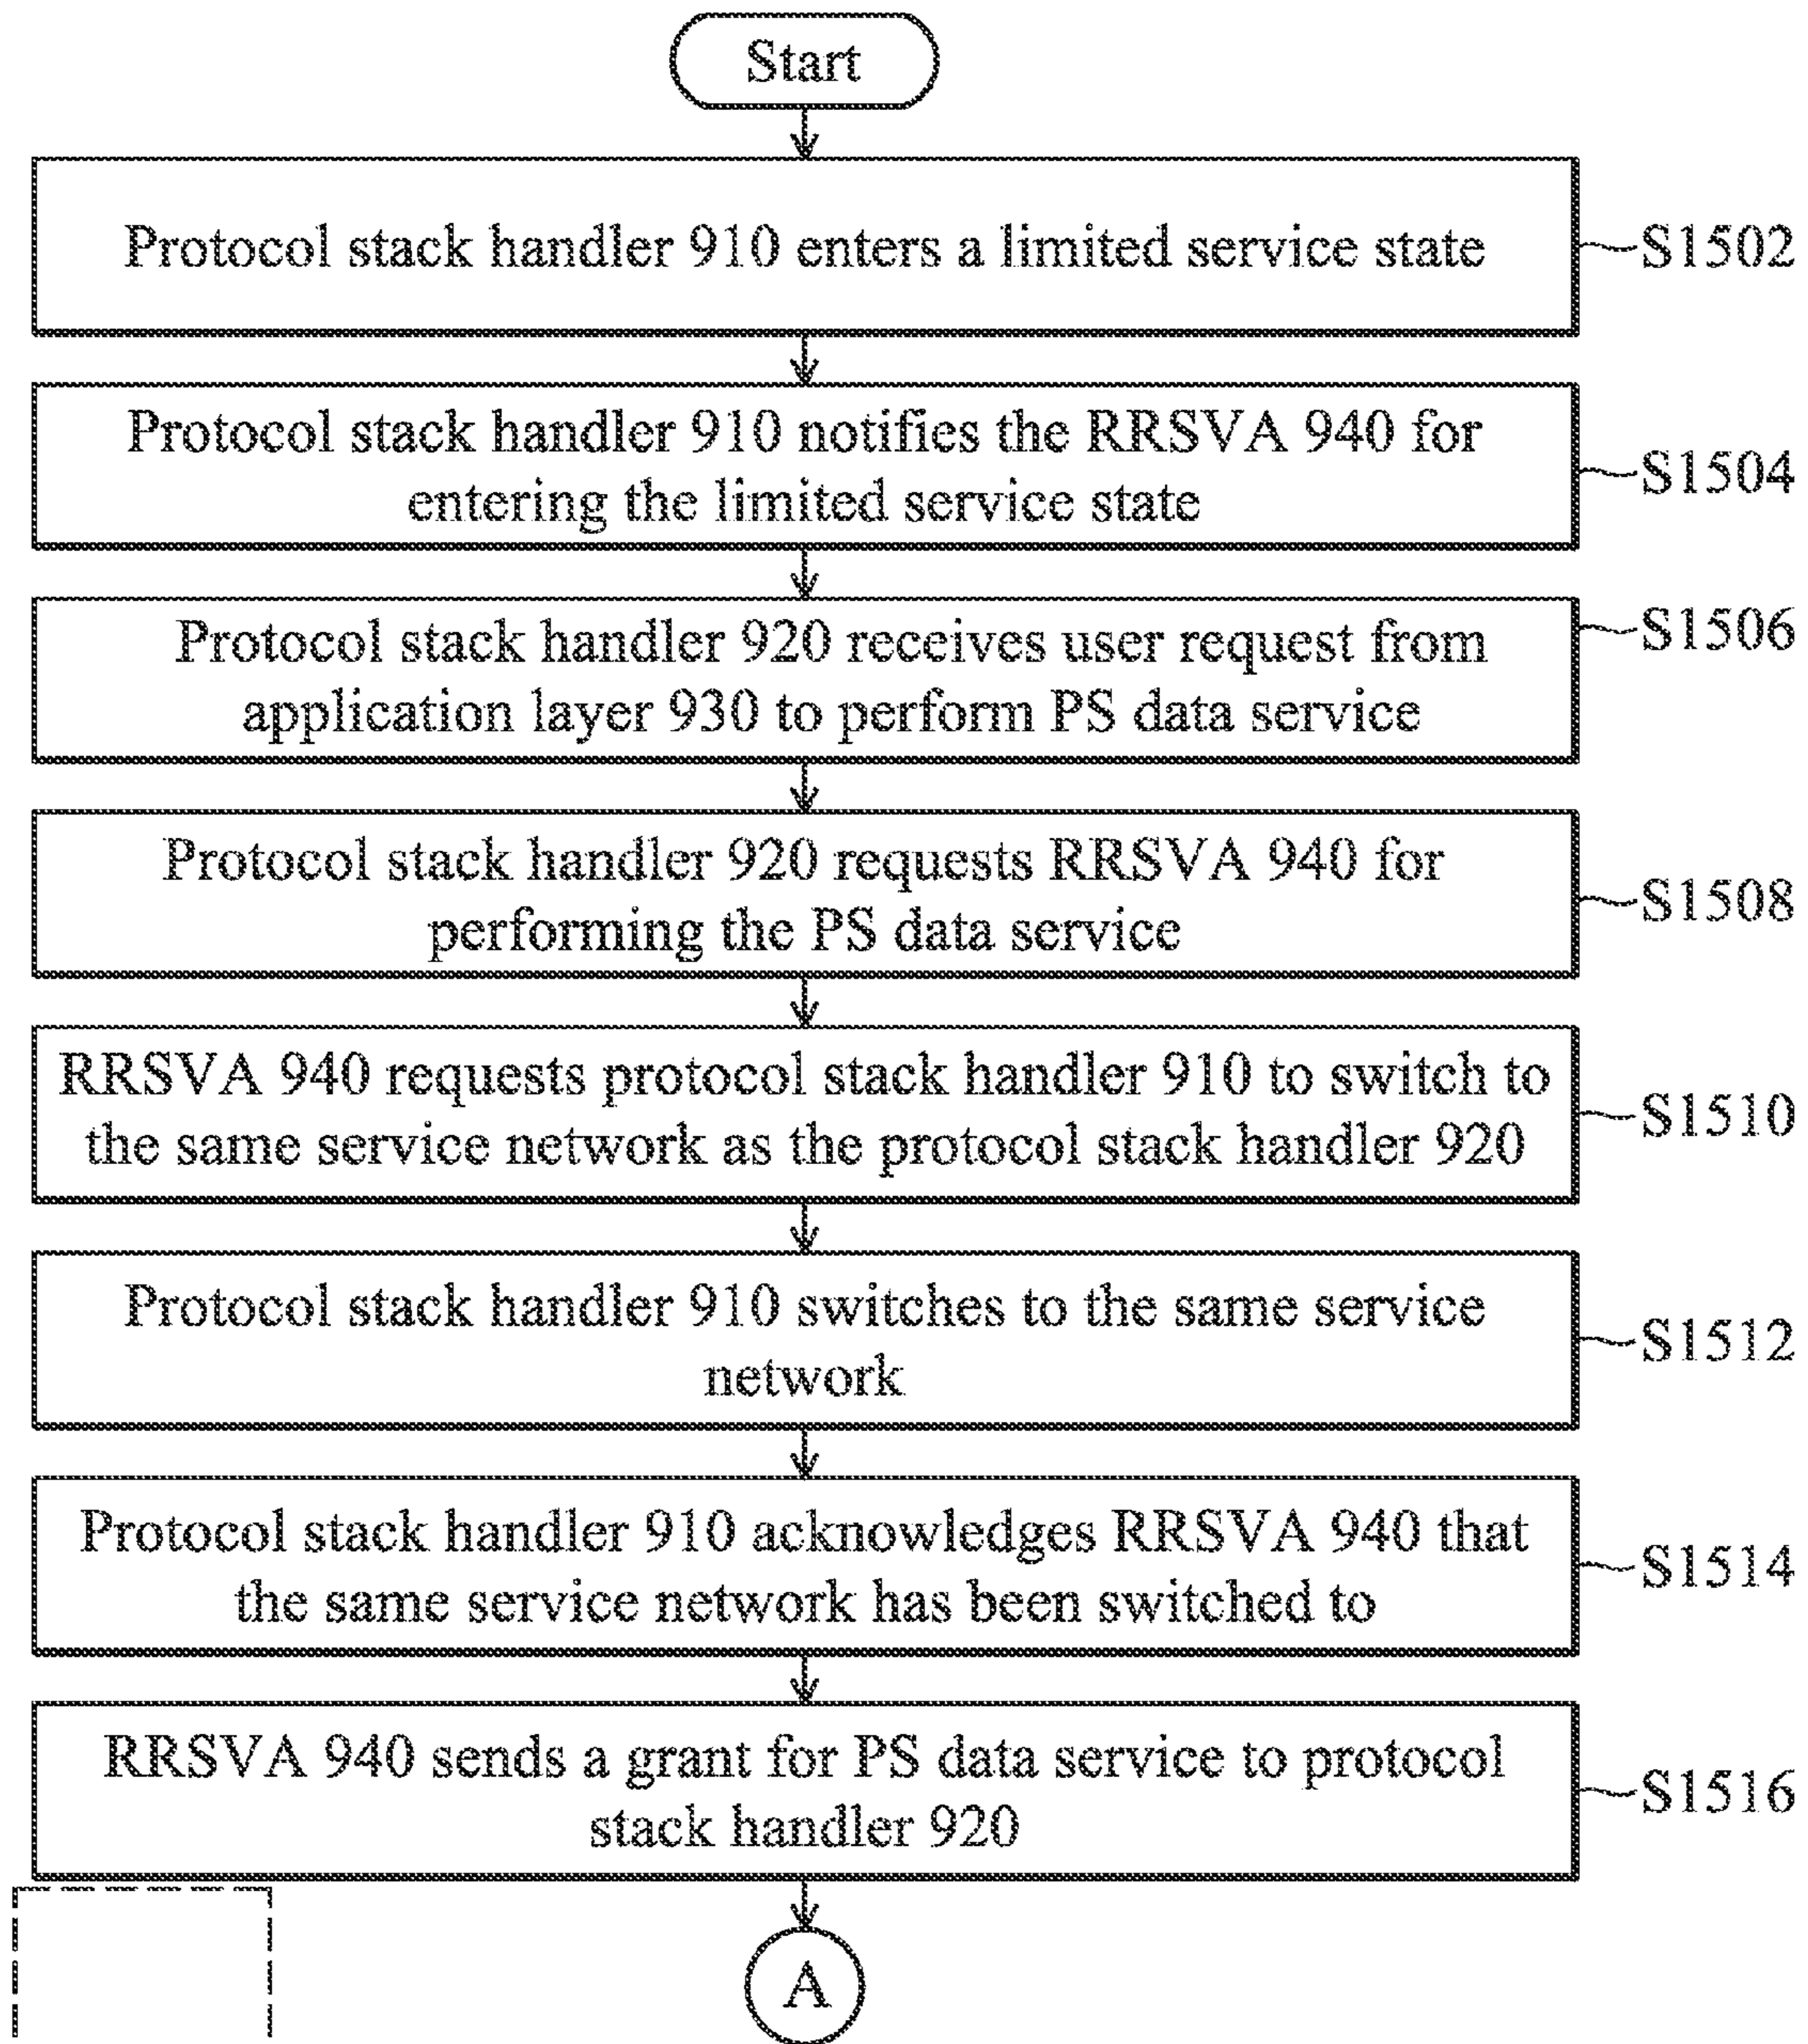 Start
Protocol stack handler 910 enters a limited service state
S1502
Protocol stack handler 910 notifies the RRSVA 940 for
entering the limited service state
S1504
Protocol stack handler 920 receives user request from
application layer 930 to perform PS data service
S1506
Protocol stack handler 920 requests RRSVA 940 for
performing the PS data service
S1508
RRSVA 940 requests protocol stack handler 910 to switch to
the same service network as the protocol stack handler 920
S1510
Protocol stack handler 910 switches to the same service
network
S1512
Protocol stack handler 910 acknowledges RRSVA 940 that
the same service network has been switched to
S1514
RRSVA 940 sends a grant for PS data service to protocol
stack handler 920
S1516
A